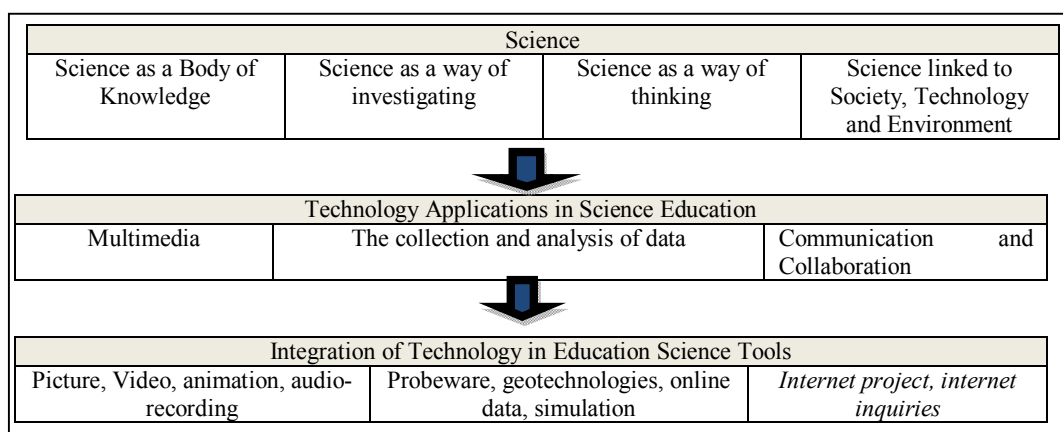 Science
Science as a Body of
Knowledge
Science as a way of
investigating
Science as a way of
thinking
Science linked to
Society, Technology
and Environment
Technology Applications in Science Education
Multimedia
The collection and analysis of data
Communication and
Collaboration
Integration of Technology in Education Science Tools
Picture, Video, animation, audio-
recording
Probeware, geotechnologies, online
data, simulation
Internet project, internet
inquiries